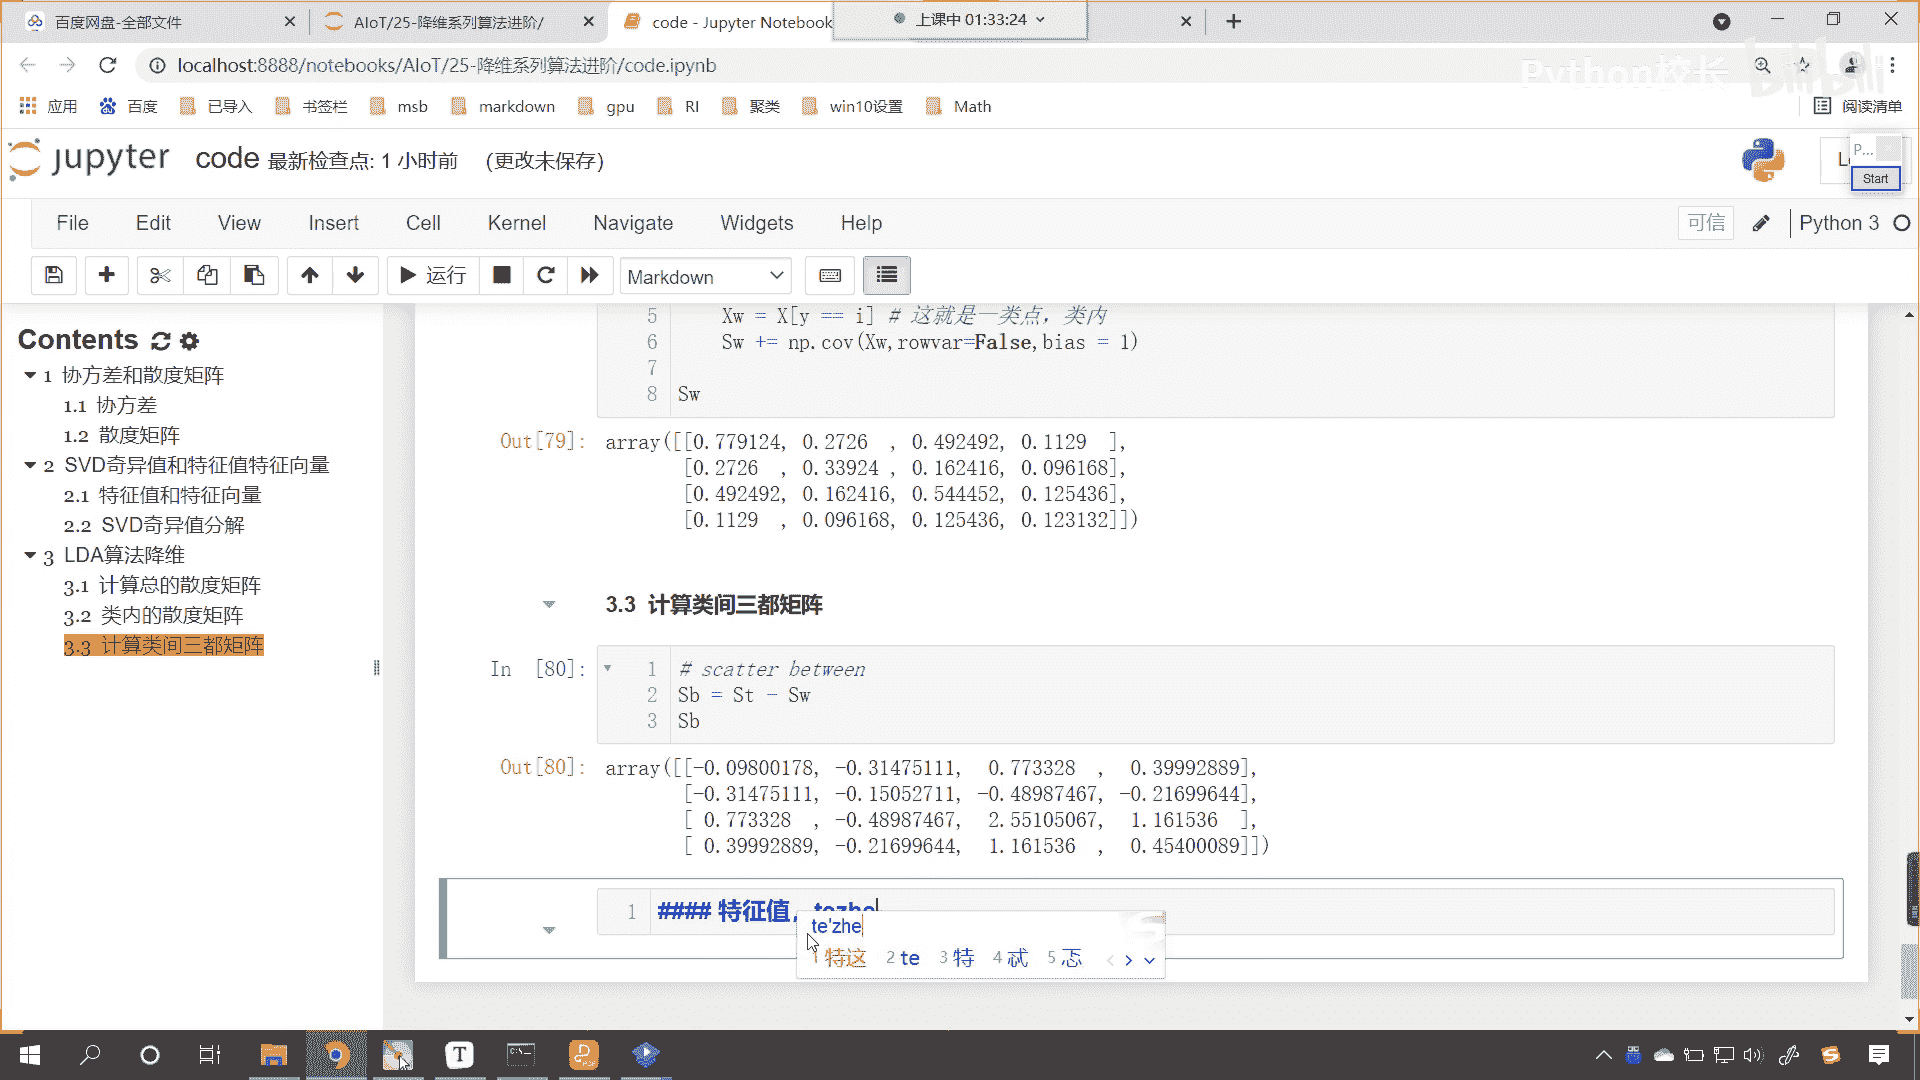 百度网盘-全部文件
AIoT/25-降维系列算法进阶/
code - Jupyter Notebook
上课中 01:33:24
localhost:8888/notebooks/AIoT/25-降维系列算法进阶/code.ipynb
Python校长
bilibili
应用 百度 已导入 书签栏 msb markdown gpu RI 聚类 win10设置 Math 阅读清单
jupyter code 最新检查点: 1 小时前 (更改未保存)
P...
Start
File Edit View Insert Cell Kernel Navigate Widgets Help 可信 Python 3
运行 Markdown
Contents
1 协方差和散度矩阵
1.1 协方差
1.2 散度矩阵
2 SVD奇异值和特征值特征向量
2.1 特征值和特征向量
2.2 SVD奇异值分解
3 LDA算法降维
3.1 计算总的散度矩阵
3.2 类内的散度矩阵
3.3 计算类间三都矩阵
5 Xw = X[y == i] # 这就是一类点，类内
6 Sw += np.cov(Xw,rowvar=False,bias = 1)
7
8 Sw
Out[79]: array([[0.779124, 0.2726  , 0.492492, 0.1129  ],
[0.2726  , 0.33924 , 0.162416, 0.096168],
[0.492492, 0.162416, 0.544452, 0.125436],
[0.1129  , 0.096168, 0.125436, 0.123132]])
3.3 计算类间三都矩阵
In [80]: 1 # scatter between
2 Sb = St - Sw
3 Sb
Out[80]: array([[-0.09800178, -0.31475111,  0.773328  ,  0.39992889],
[-0.31475111, -0.15052711, -0.48987467, -0.21699644],
[ 0.773328  , -0.48987467,  2.55105067,  1.161536  ],
[ 0.39992889, -0.21699644,  1.161536  ,  0.45400089]])
1 #### 特征值，tezhe
te'zhe
1 特这 2 te 3 特 4 忒 5 忑